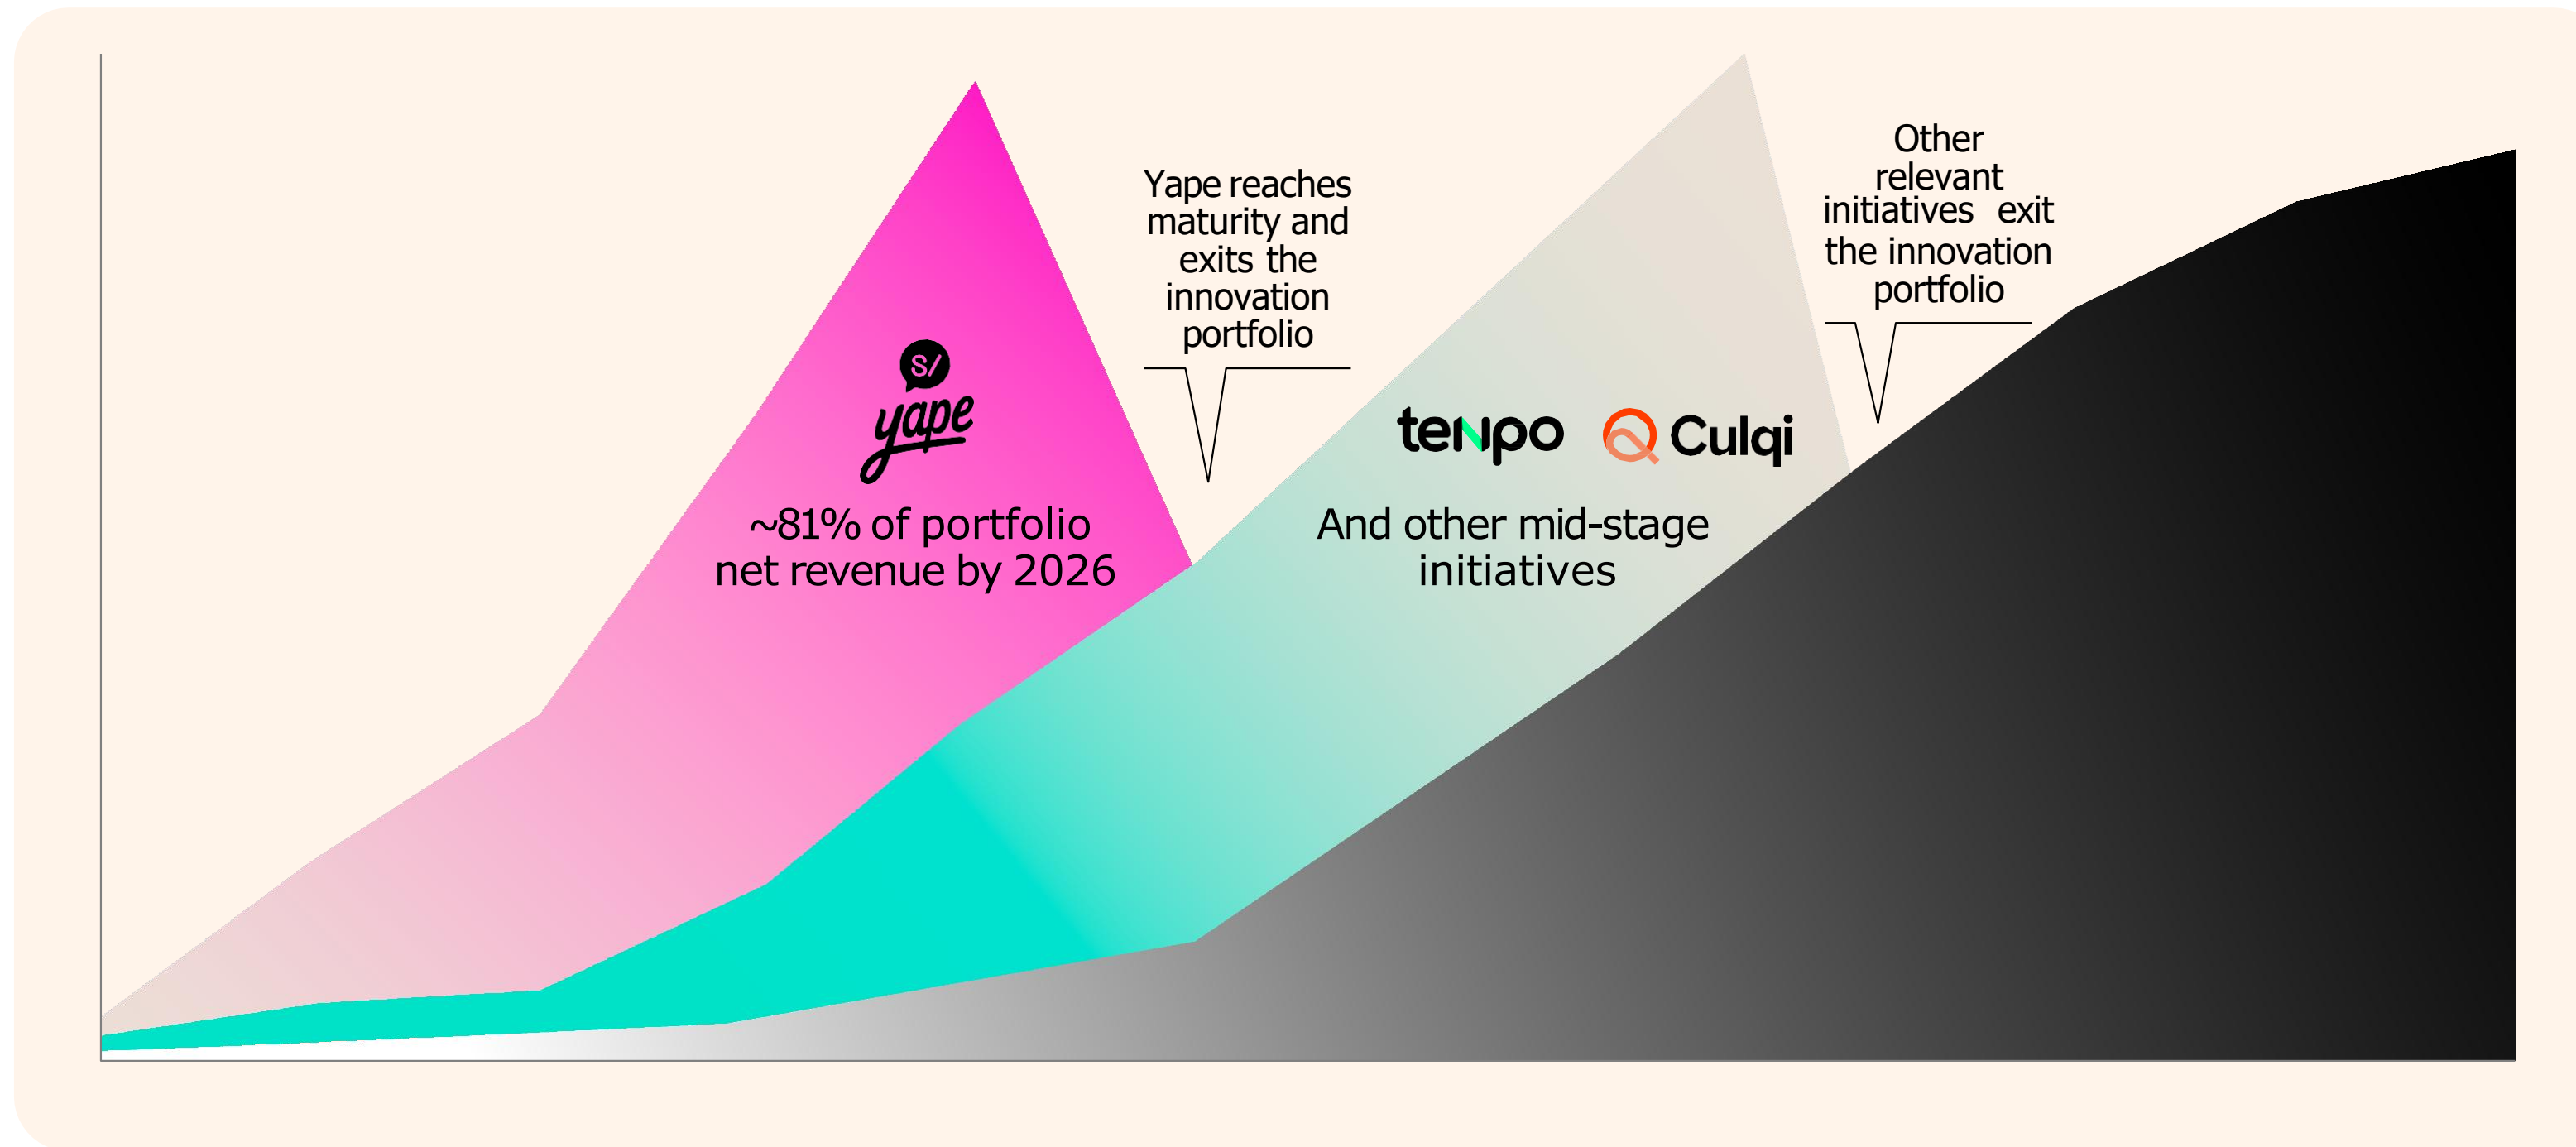 S/
yape
~81% of portfolio
net revenue by 2026
Yape reaches
maturity and
exits the
innovation
portfolio
tenpo
Culqi
And other mid-stage
initiatives
Other
relevant
initiatives exit
the innovation
portfolio